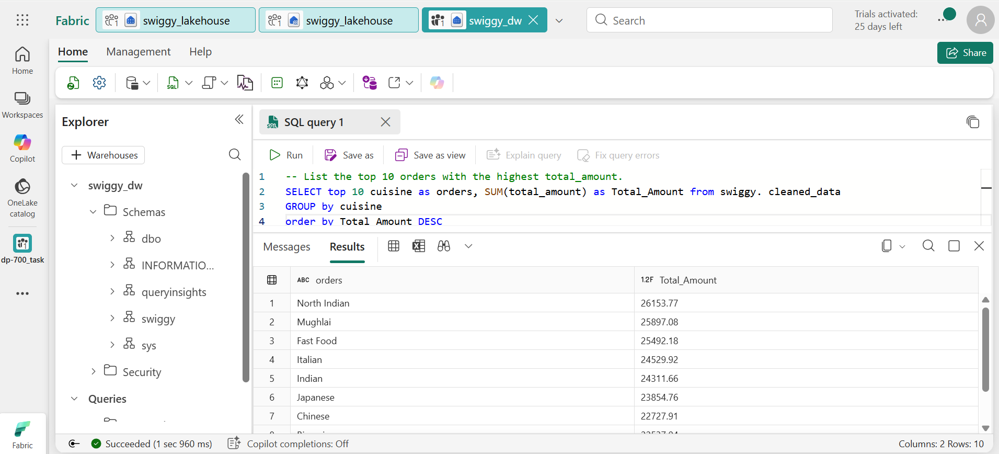 Fabric
swiggy_lakehouse
swiggy_lakehouse
swiggy_dw
Search
Trials activated:
25 days left
Home
Management
Help
Share
Home
Workspaces
Copilot
OneLake
catalog
dp-700_task
Fabric
Explorer
Warehouses
swiggy_dw
Schemas
dbo
INFORMATIO...
queryinsights
swiggy
sys
Security
Queries
SQL query 1
Run
Save as
Save as view
Explain query
Fix query errors
1 -- List the top 10 orders with the highest total_amount.
2 SELECT top 10 cuisine as orders, SUM(total_amount) as Total_Amount from swiggy. cleaned_data
3 GROUP by cuisine
4 order by Total Amount DESC
Messages
Results
ABC orders 1.2F Total_Amount
1 North Indian 26153.77
2 Mughlai 25897.08
3 Fast Food 25492.18
4 Italian 24529.92
5 Indian 24311.66
6 Japanese 23854.76
7 Chinese 22727.91
Succeeded (1 sec 960 ms)
Copilot completions: Off
Columns: 2 Rows: 10